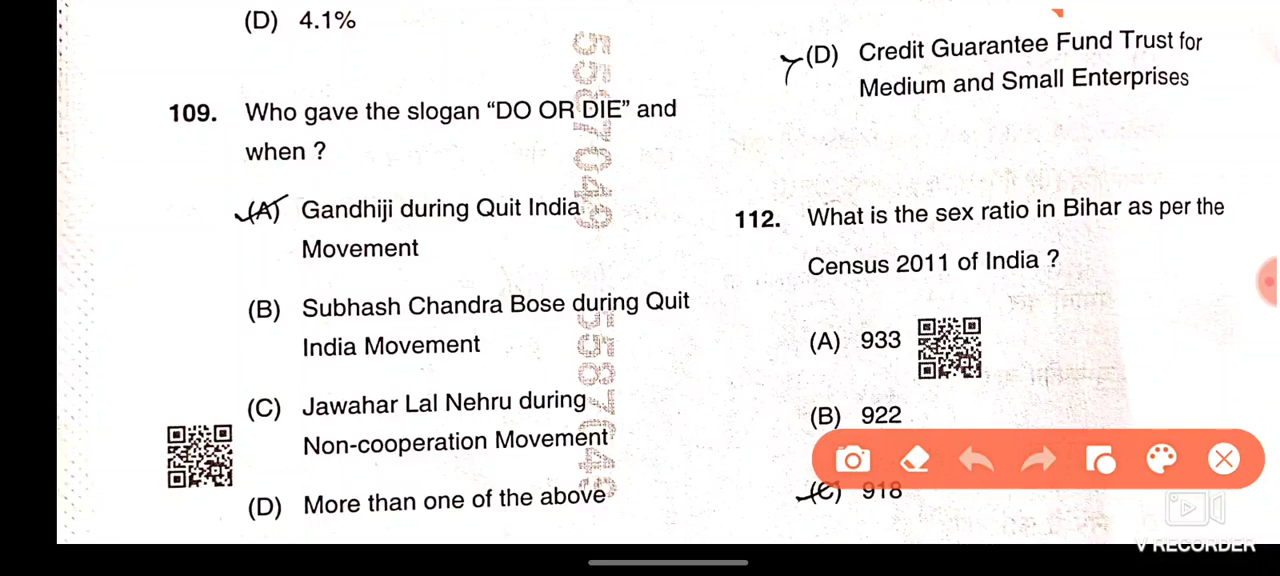 (D) 4.1%
109. Who gave the slogan “DO OR DIE” and
when ?
(A) Gandhiji during Quit India
Movement
(B) Subhash Chandra Bose during Quit
India Movement
(C) Jawahar Lal Nehru during
Non-cooperation Movement
(D) More than one of the above
5587049
5587049
(D) Credit Guarantee Fund Trust for
Medium and Small Enterprises
112. What is the sex ratio in Bihar as per the
Census 2011 of India ?
(A) 933
(B) 922
(C) 918
V RECORDER